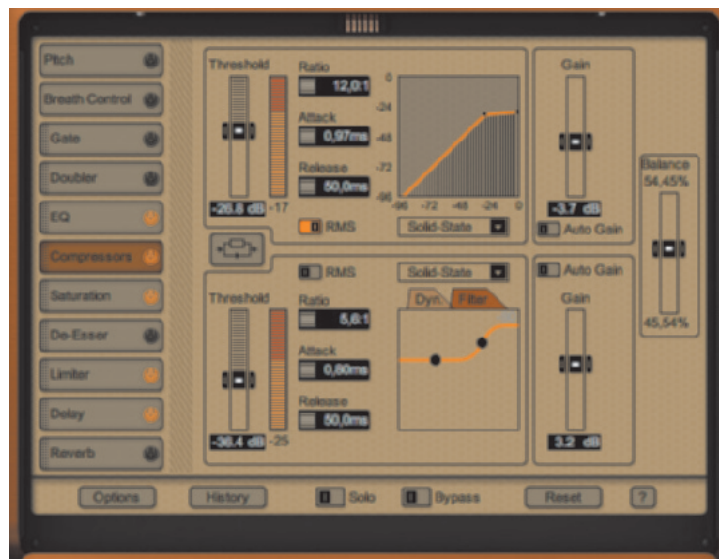 Pitch
Breath Control
Gate
Doubler
EQ
Compressors
Saturation
De-Esser
Limiter
Delay
Reverb
Threshold
-26.8 dB -17
Ratio
12,0:1
Attack
0,97ms
Release
50,0ms
RMS
0
-24
-48
-72
-96
-96 -72 -48 -24 0
Solid-State
Gain
-3.7 dB
Auto Gain
Balance
54,45%
45,54%
RMS
Solid-State
Auto Gain
Threshold
-36.4 dB -25
Ratio
5,6:1
Attack
0,80ms
Release
50,0ms
Dyn. Filter
Gain
3.2 dB
Options
History
Solo
Bypass
Reset
?